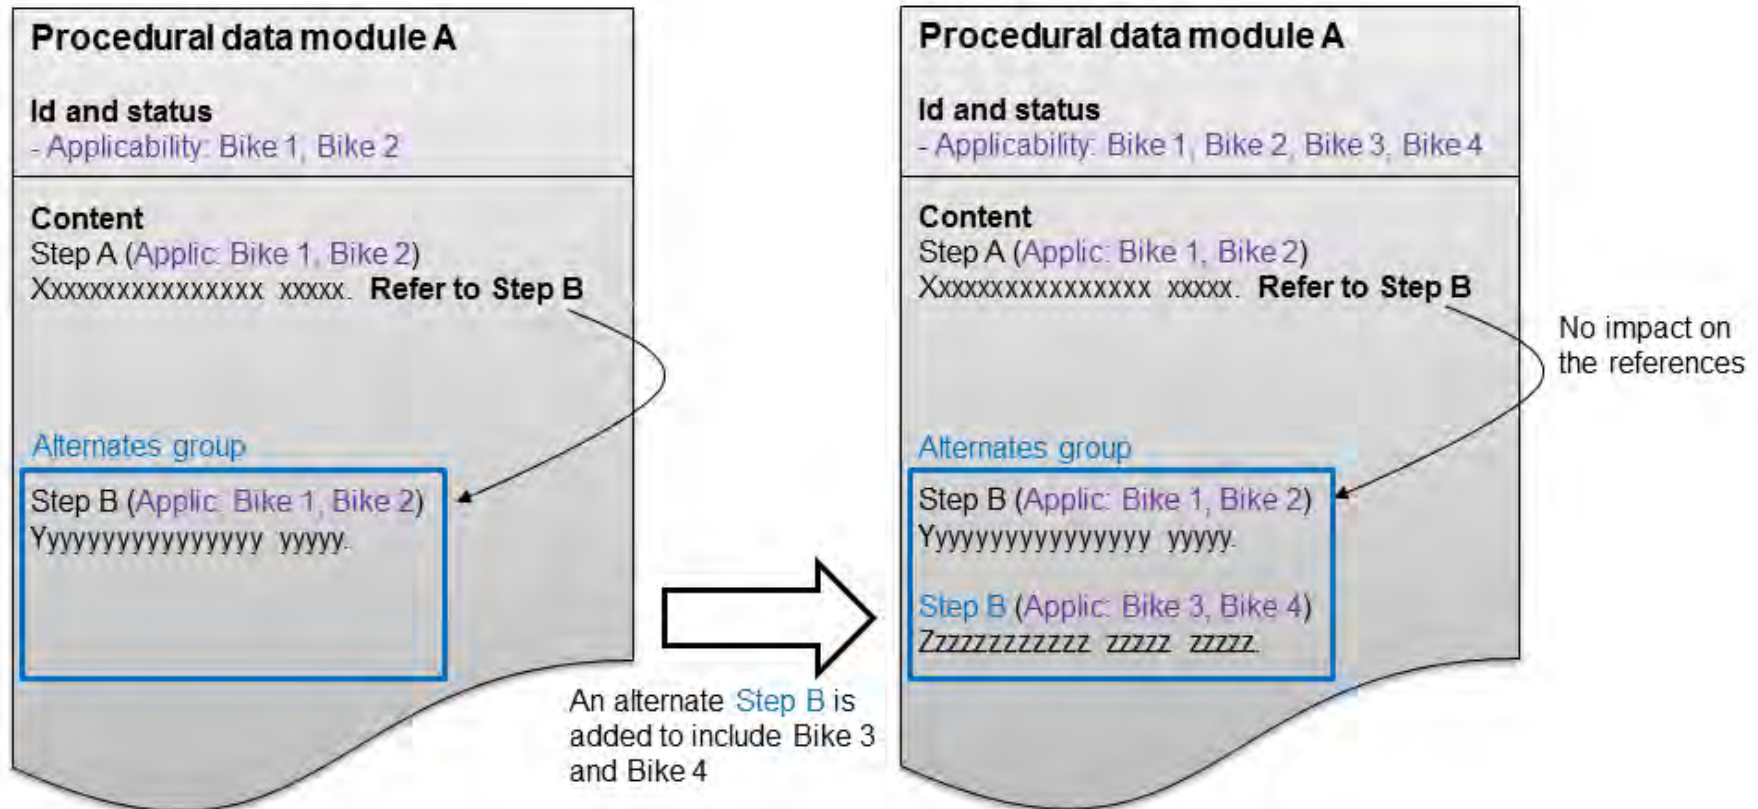 Procedural data module A
Id and status
- Applicability: Bike 1, Bike 2
Content
Step A (Applic: Bike 1, Bike 2)
Xxxxxxxxxxxxxxxx xxxxx. Refer to Step B
Alternates group
Step B (Applic: Bike 1, Bike 2)
Yyyyyyyyyyyyyyyy yyyyy.
An alternate Step B is
added to include Bike 3
and Bike 4
Procedural data module A
Id and status
- Applicability: Bike 1, Bike 2, Bike 3, Bike 4
Content
Step A (Applic: Bike 1, Bike 2)
Xxxxxxxxxxxxxxxx xxxxx. Refer to Step B
No impact on
the references
Alternates group
Step B (Applic: Bike 1, Bike 2)
Yyyyyyyyyyyyyyyy yyyyy.
Step B (Applic: Bike 3, Bike 4)
Zzzzzzzzzzzz zzzzz zzzzz.